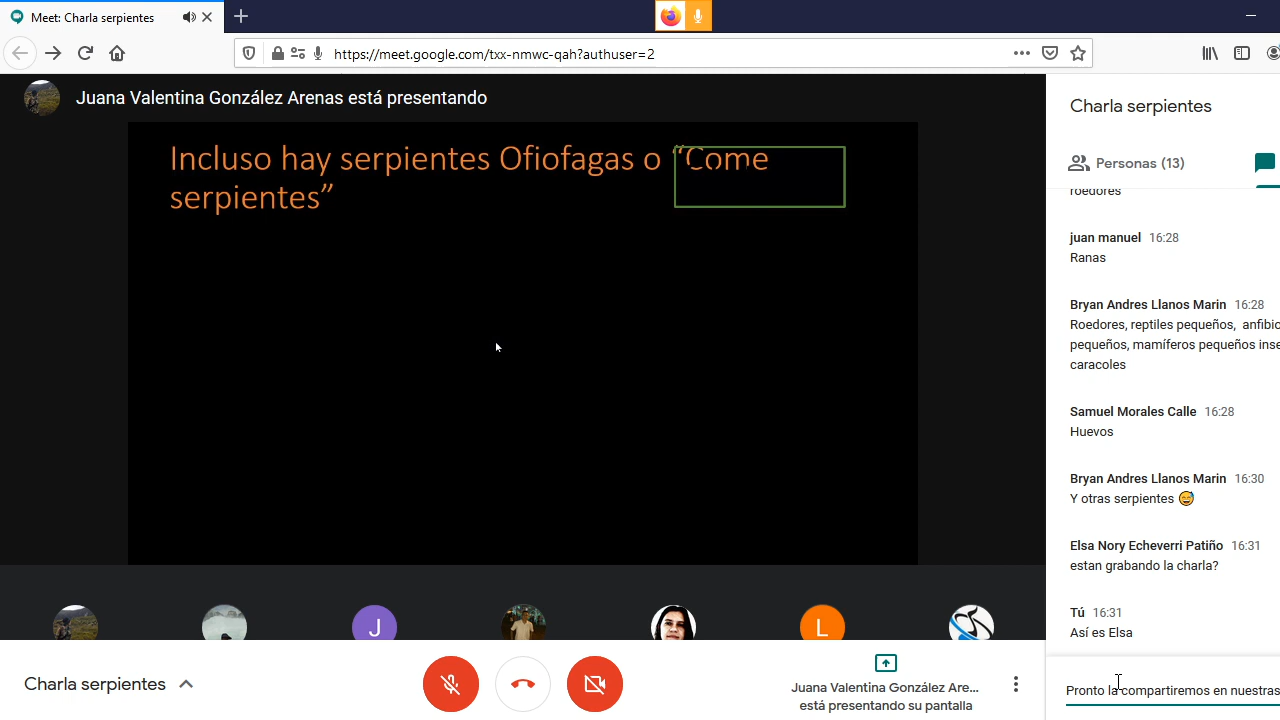 Meet: Charla serpientes
https://meet.google.com/txx-nmwc-qah?authuser=2
Juana Valentina González Arenas está presentando
Incluso hay serpientes Ofiofagas o “Come
serpientes”
Charla serpientes
Personas (13)
roedores
juan manuel 16:28
Ranas
Bryan Andres Llanos Marin 16:28
Roedores, reptiles pequeños, anfibio
pequeños, mamíferos pequeños inse
caracoles
Samuel Morales Calle 16:28
Huevos
Bryan Andres Llanos Marin 16:30
Y otras serpientes 😅
Elsa Nory Echeverri Patiño 16:31
estan grabando la charla?
Tú 16:31
Así es Elsa
Pronto la compartiremos en nuestras
J
L
Charla serpientes
Juana Valentina González Are...
está presentando su pantalla